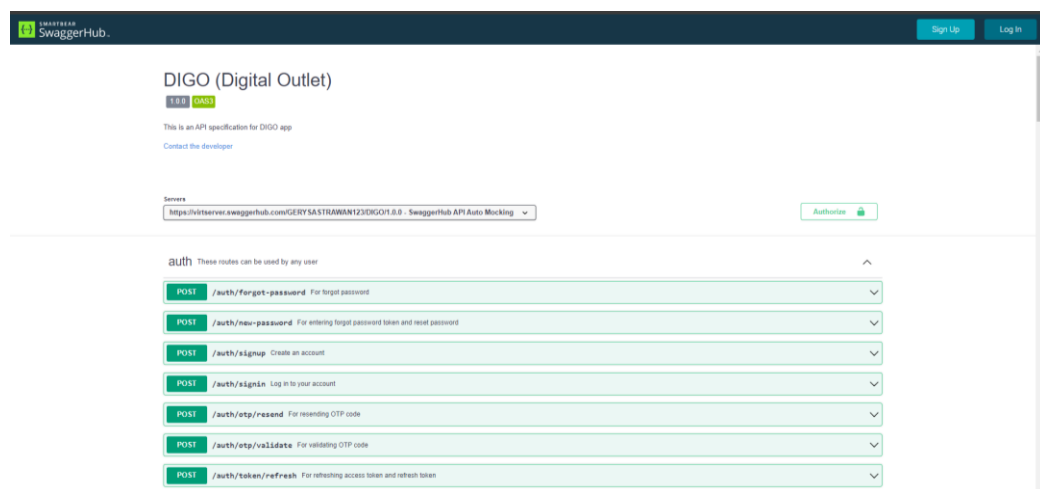 SMARTBEAR
SwaggerHub.
Sign Up
Log In
DIGO (Digital Outlet)
1.0.0 OAS3
This is an API specification for DIGO app
Contact the developer
Servers
https://virtserver.swaggerhub.com/GERYSASTRAWAN123/DIGO/1.0.0 - SwaggerHub API Auto Mocking
Authorize
auth These routes can be used by any user
POST /auth/forgot-password For forgot password
POST /auth/new-password For entering forgot password token and reset password
POST /auth/signup Create an account
POST /auth/signin Log in to your account
POST /auth/otp/resend For resending OTP code
POST /auth/otp/validate For validating OTP code
POST /auth/token/refresh For refreshing access token and refresh token